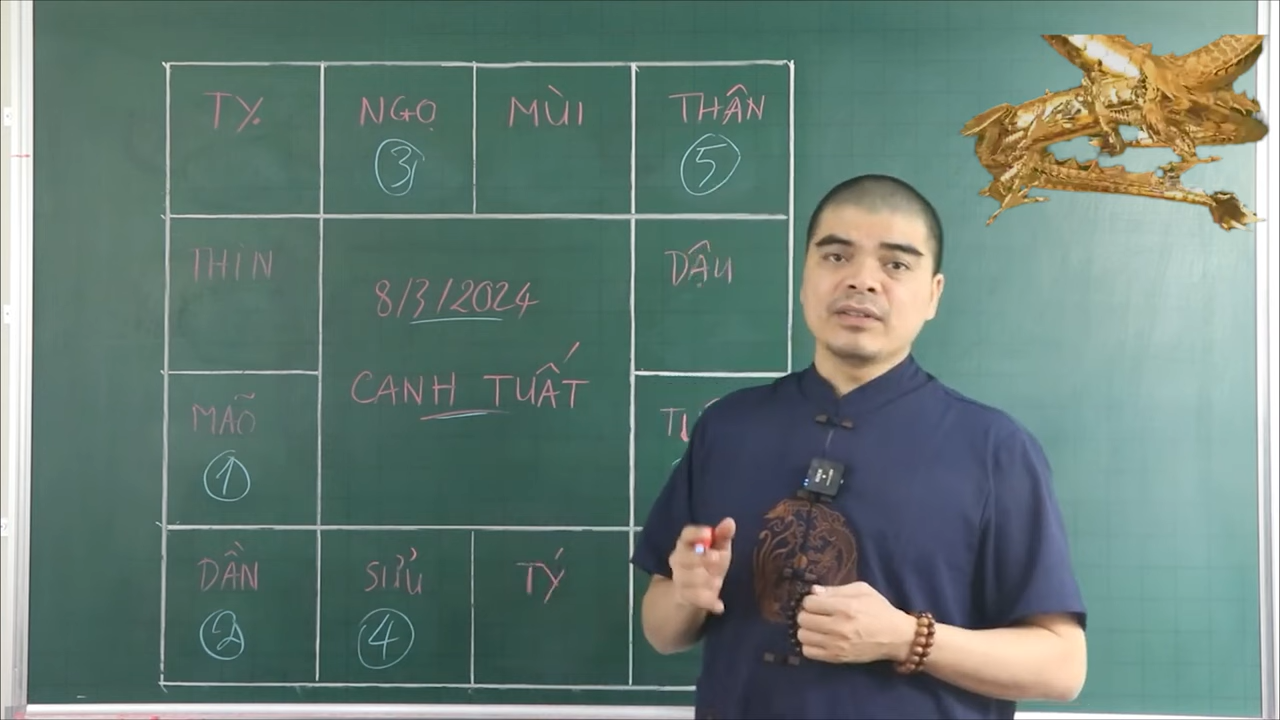 TỴ
NGỌ
MÙI
THÂN
3
5
THÌN
DẬU
8/3/2024
CANH TUẤT
MÃO
1
DẦN
SỬU
TÝ
2
4